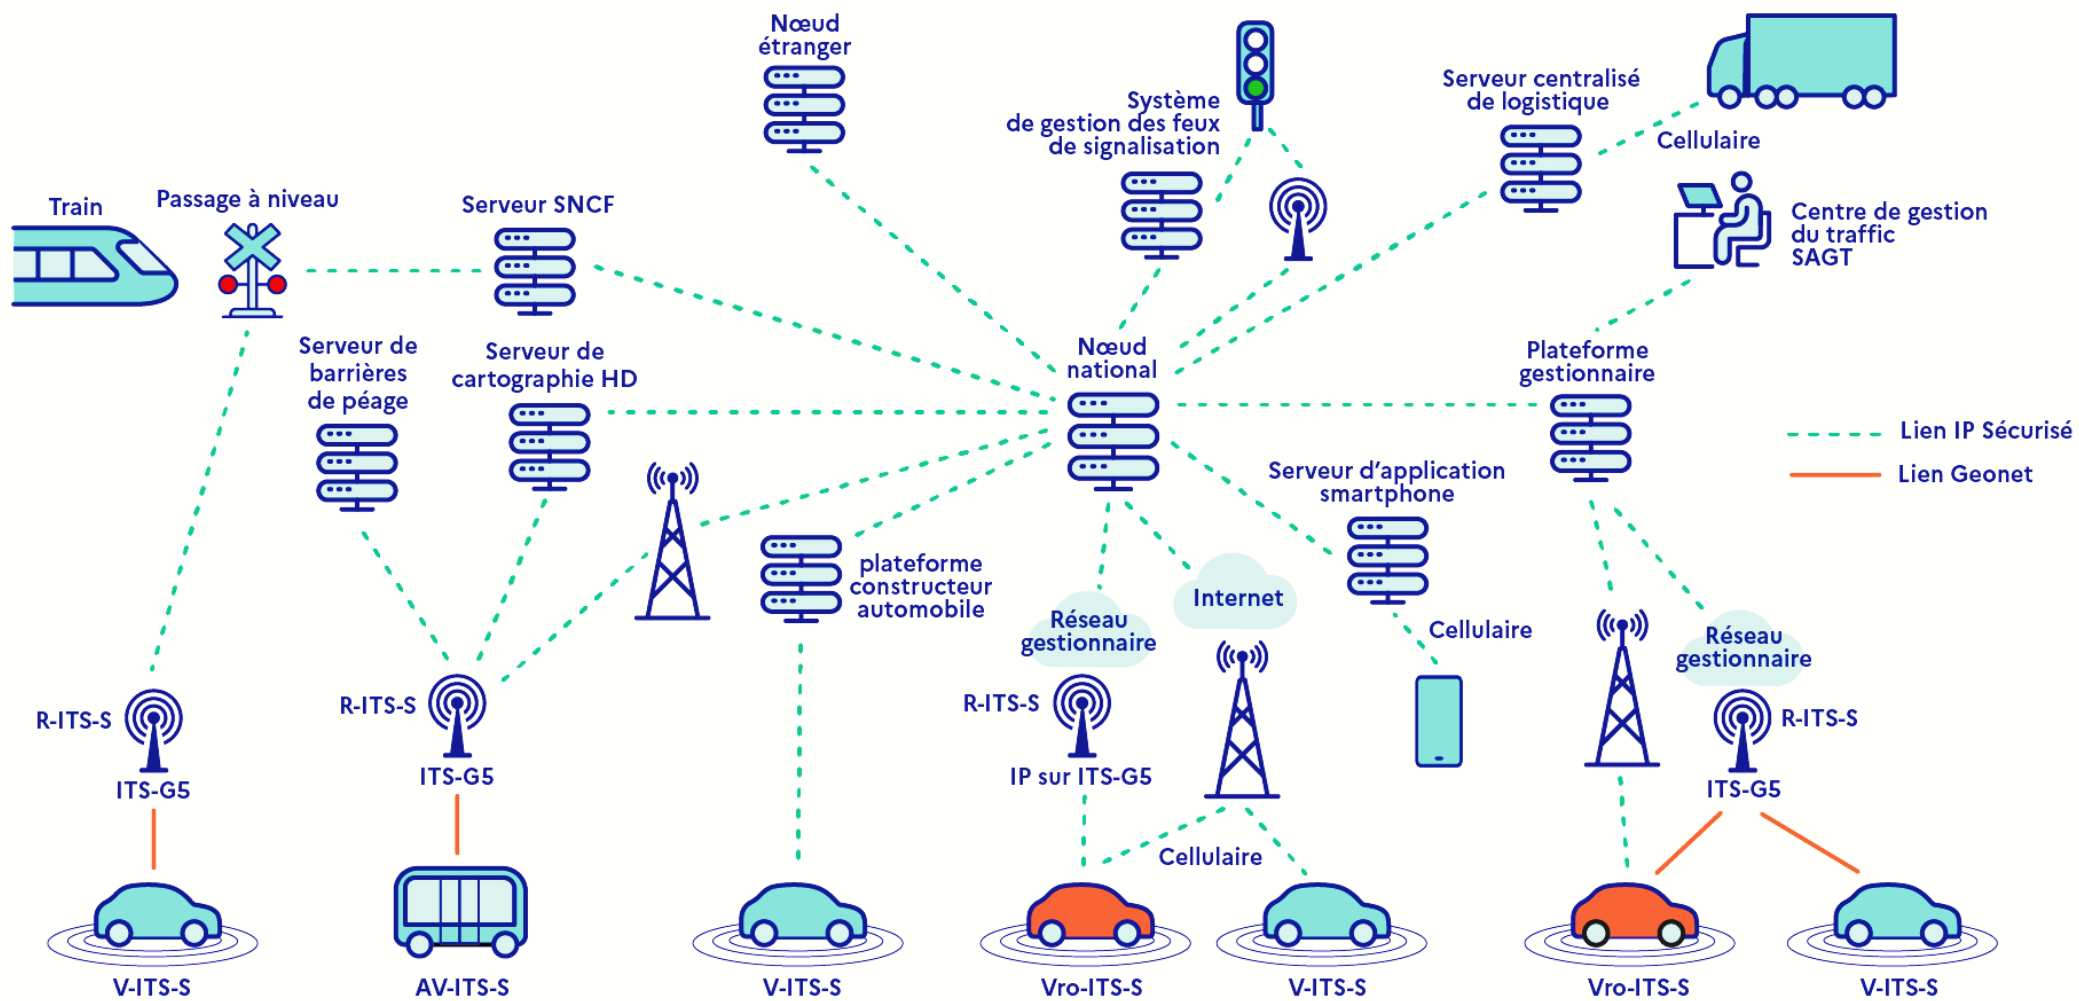 Nœud
étranger
Système
de gestion des feux
de signalisation
Serveur centralisé
de logistique
Cellulaire
Train
Passage à niveau
Serveur SNCF
Centre de gestion
du traffic
SAGT
Serveur de
barrières
de péage
Serveur de
cartographie HD
Nœud
national
Plateforme
gestionnaire
Lien IP Sécurisé
Lien Geonet
Serveur d'application
smartphone
plateforme
constructeur
automobile
Internet
Réseau
gestionnaire
Cellulaire
Réseau
gestionnaire
R-ITS-S
ITS-G5
R-ITS-S
ITS-G5
R-ITS-S
IP sur ITS-G5
R-ITS-S
ITS-G5
Cellulaire
V-ITS-S
AV-ITS-S
V-ITS-S
Vro-ITS-S
V-ITS-S
Vro-ITS-S
V-ITS-S